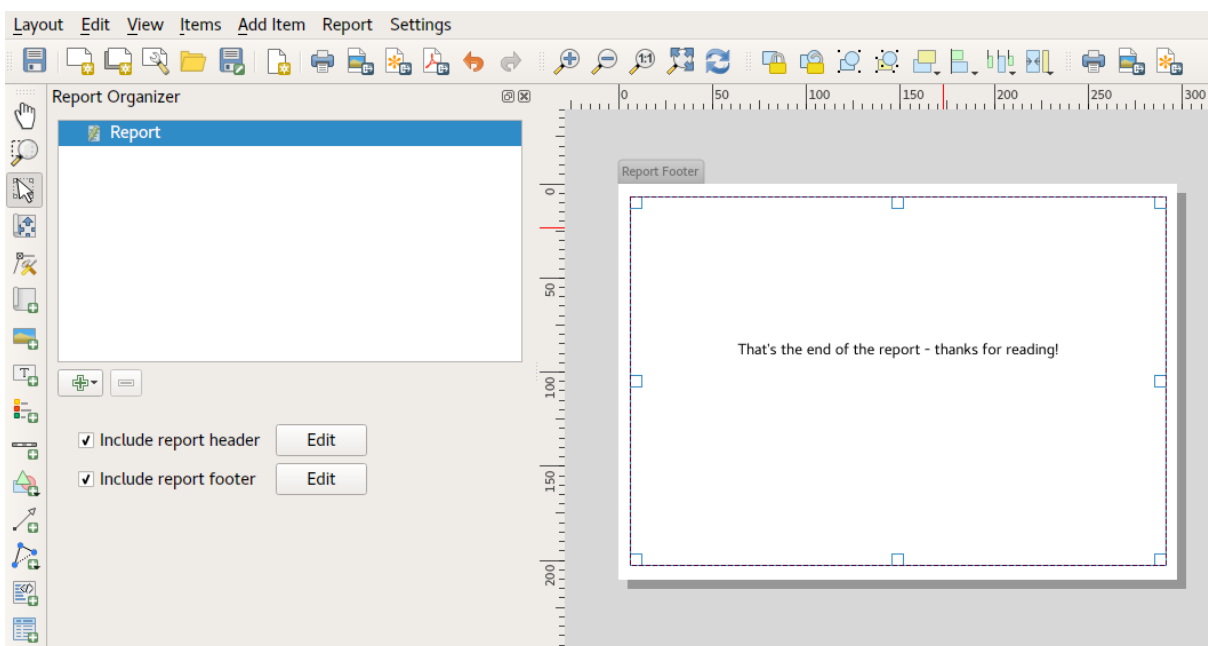 Layout Edit View Items Add Item Report Settings
1:1
Report Organizer
0 50 100 150 200 250 300
Report
Report Footer
0
50
That's the end of the report - thanks for reading!
100
Include report header Edit
Include report footer Edit
150
200